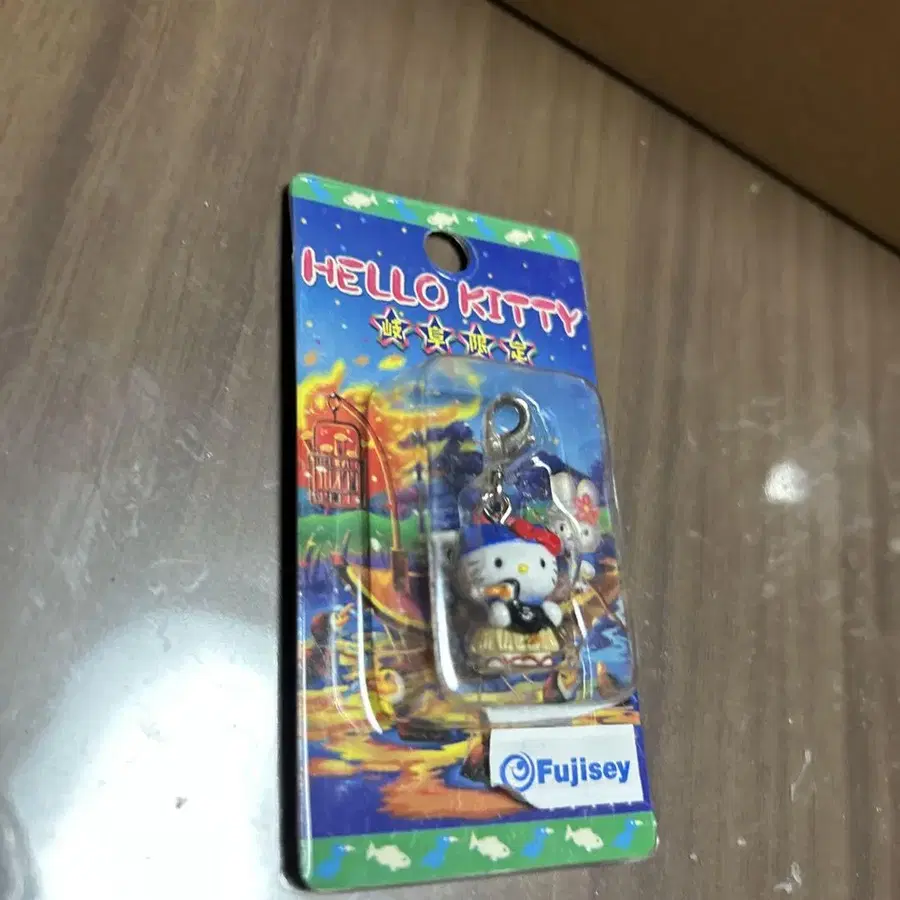 HELLO KITTY
岐阜限定
Fujisey